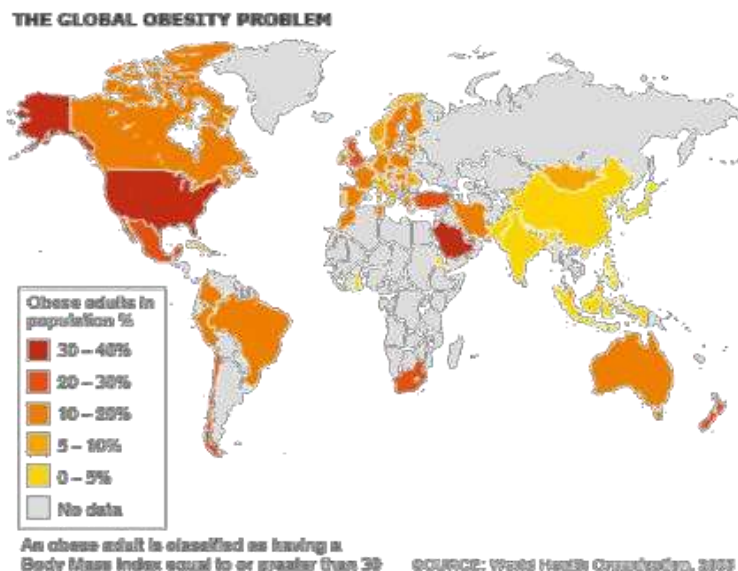 THE GLOBAL OBESITY PROBLEM
Obese adults in
population %
30 – 40%
20 – 30%
10 – 20%
5 – 10%
0 – 5%
No data
An obese adult is classified as having a
Body Mass Index equal to or greater than 30
SOURCE: World Health Organization,